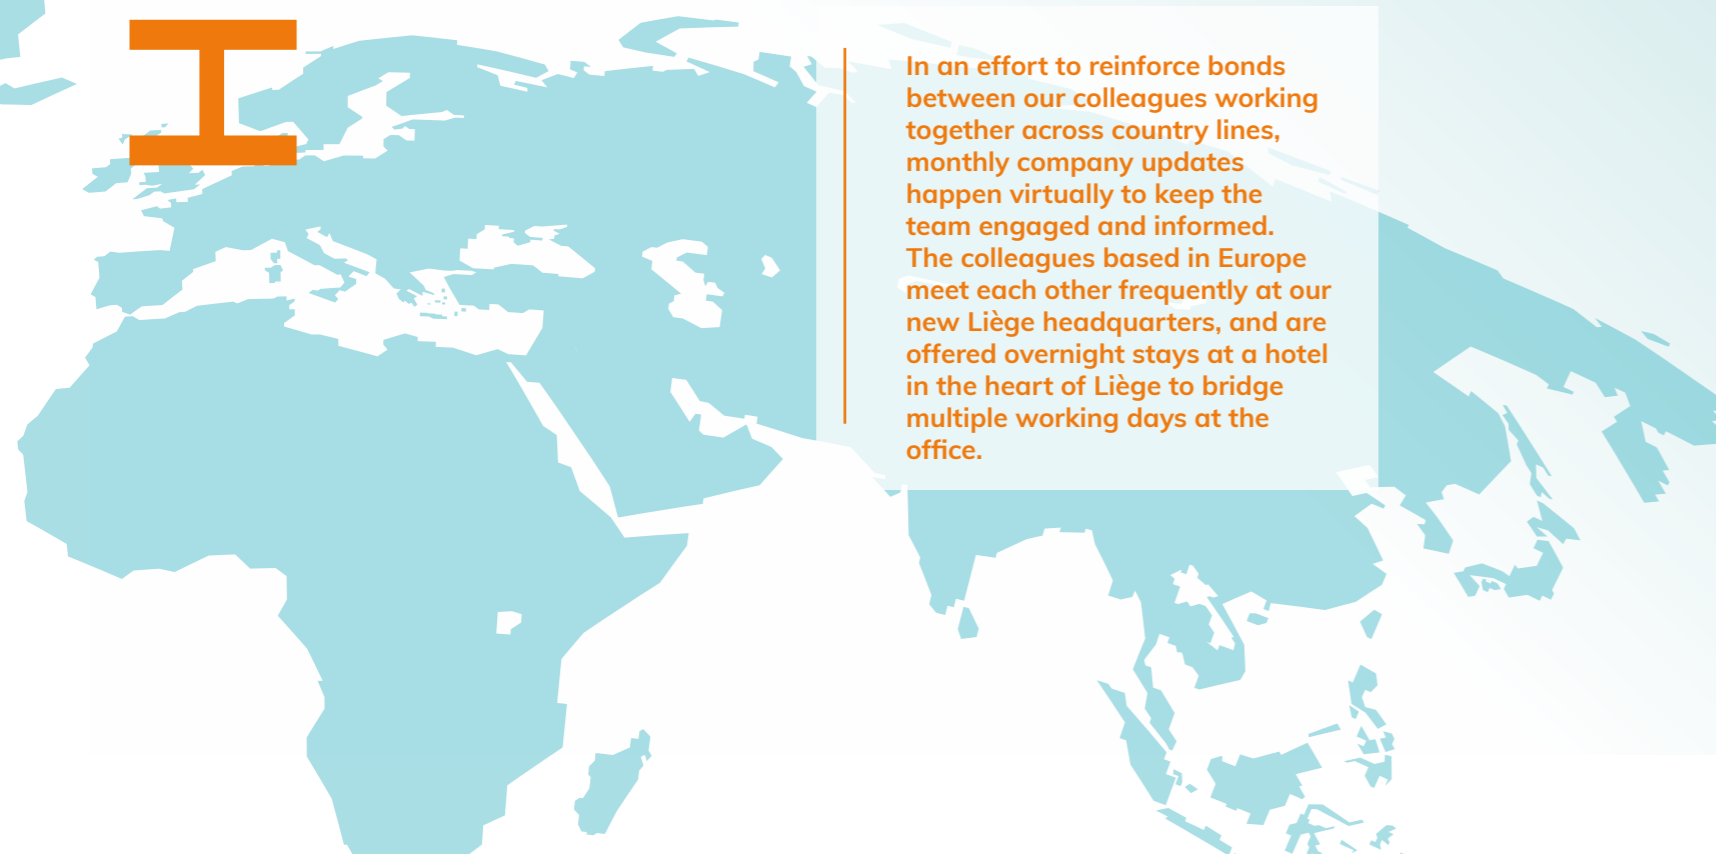 I
In an effort to reinforce bonds
between our colleagues working
together across country lines,
monthly company updates
happen virtually to keep the
team engaged and informed.
The colleagues based in Europe
meet each other frequently at our
new Liège headquarters, and are
offered overnight stays at a hotel
in the heart of Liège to bridge
multiple working days at the
office.